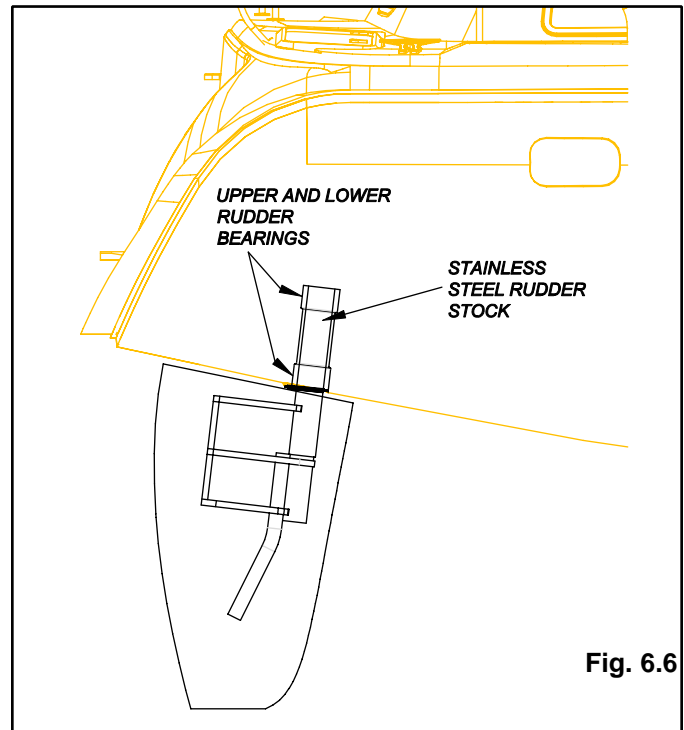 UPPER AND LOWER
RUDDER
BEARINGS
STAINLESS
STEEL RUDDER
STOCK
Fig. 6.6